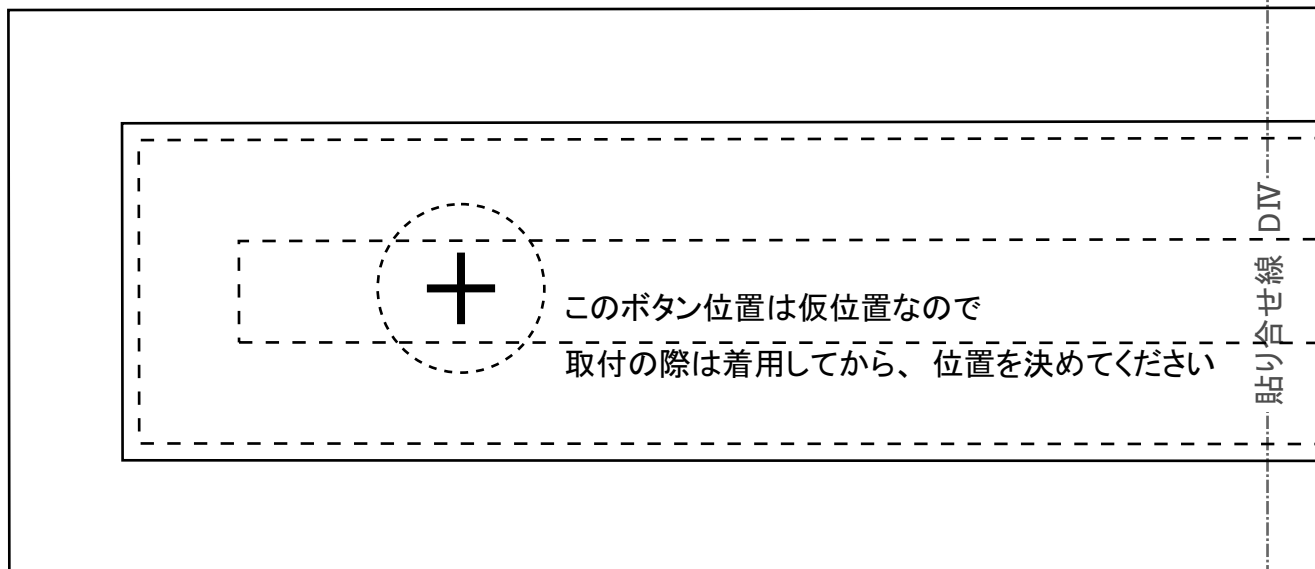 このボタン位置は仮位置なので
取付の際は着用してから、位置を決めてください
貼り合せ線 DIV